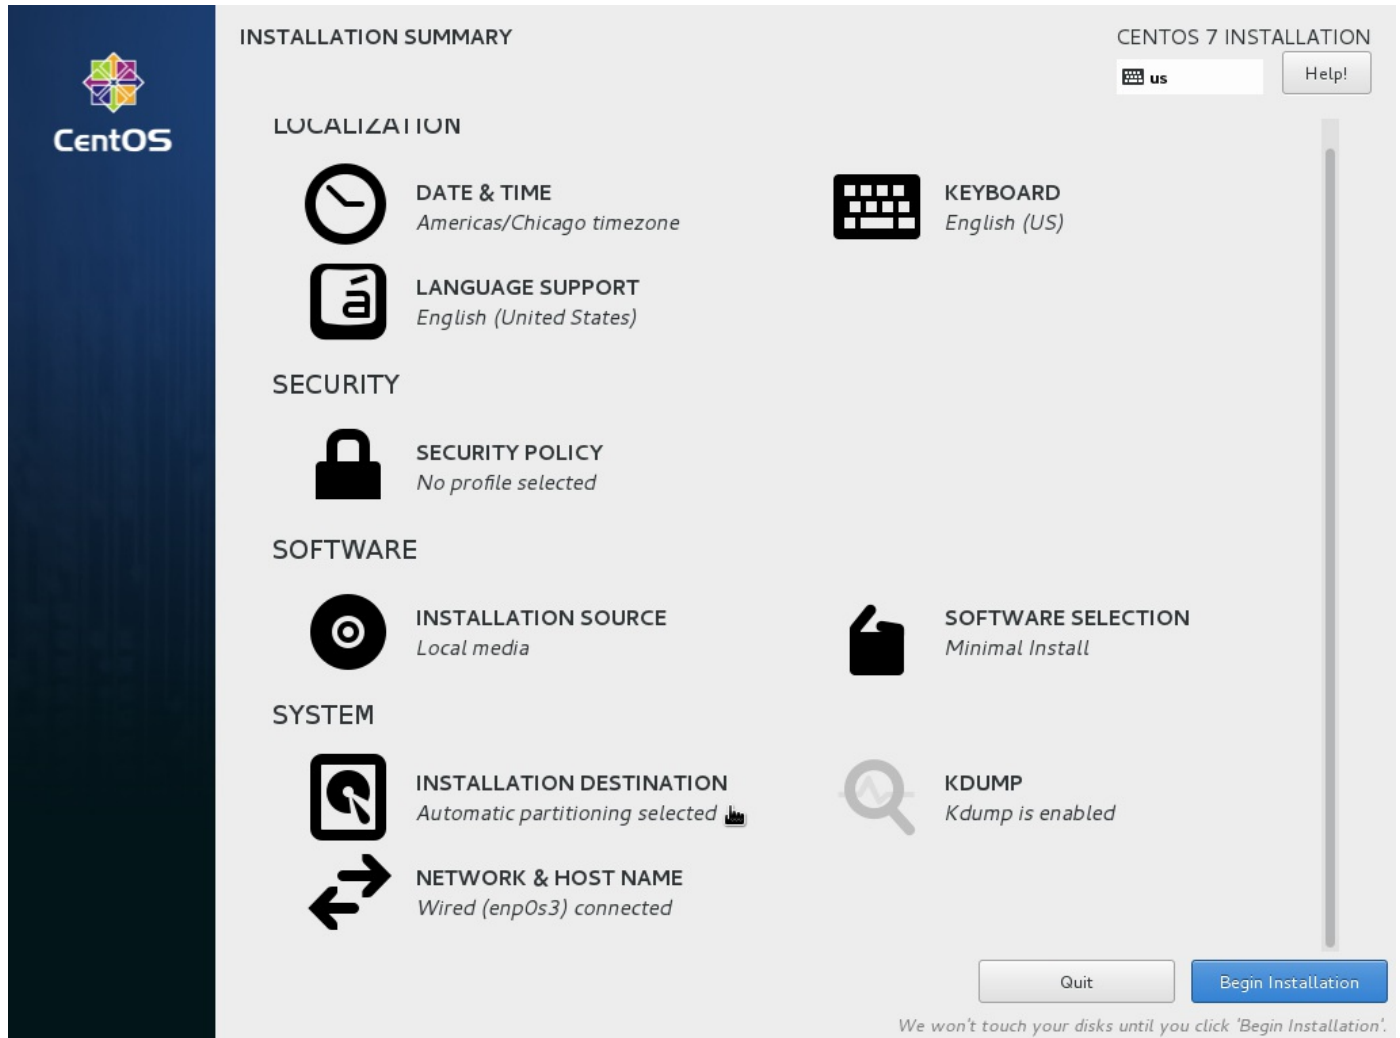 INSTALLATION SUMMARY
CENTOS 7 INSTALLATION
us
Help!
CentOS
LOCALIZATION
DATE & TIME
Americas/Chicago timezone
KEYBOARD
English (US)
á
LANGUAGE SUPPORT
English (United States)
SECURITY
SECURITY POLICY
No profile selected
SOFTWARE
INSTALLATION SOURCE
Local media
SOFTWARE SELECTION
Minimal Install
SYSTEM
INSTALLATION DESTINATION
Automatic partitioning selected
KDUMP
Kdump is enabled
NETWORK & HOST NAME
Wired (enp0s3) connected
Quit
Begin Installation
We won't touch your disks until you click 'Begin Installation'.